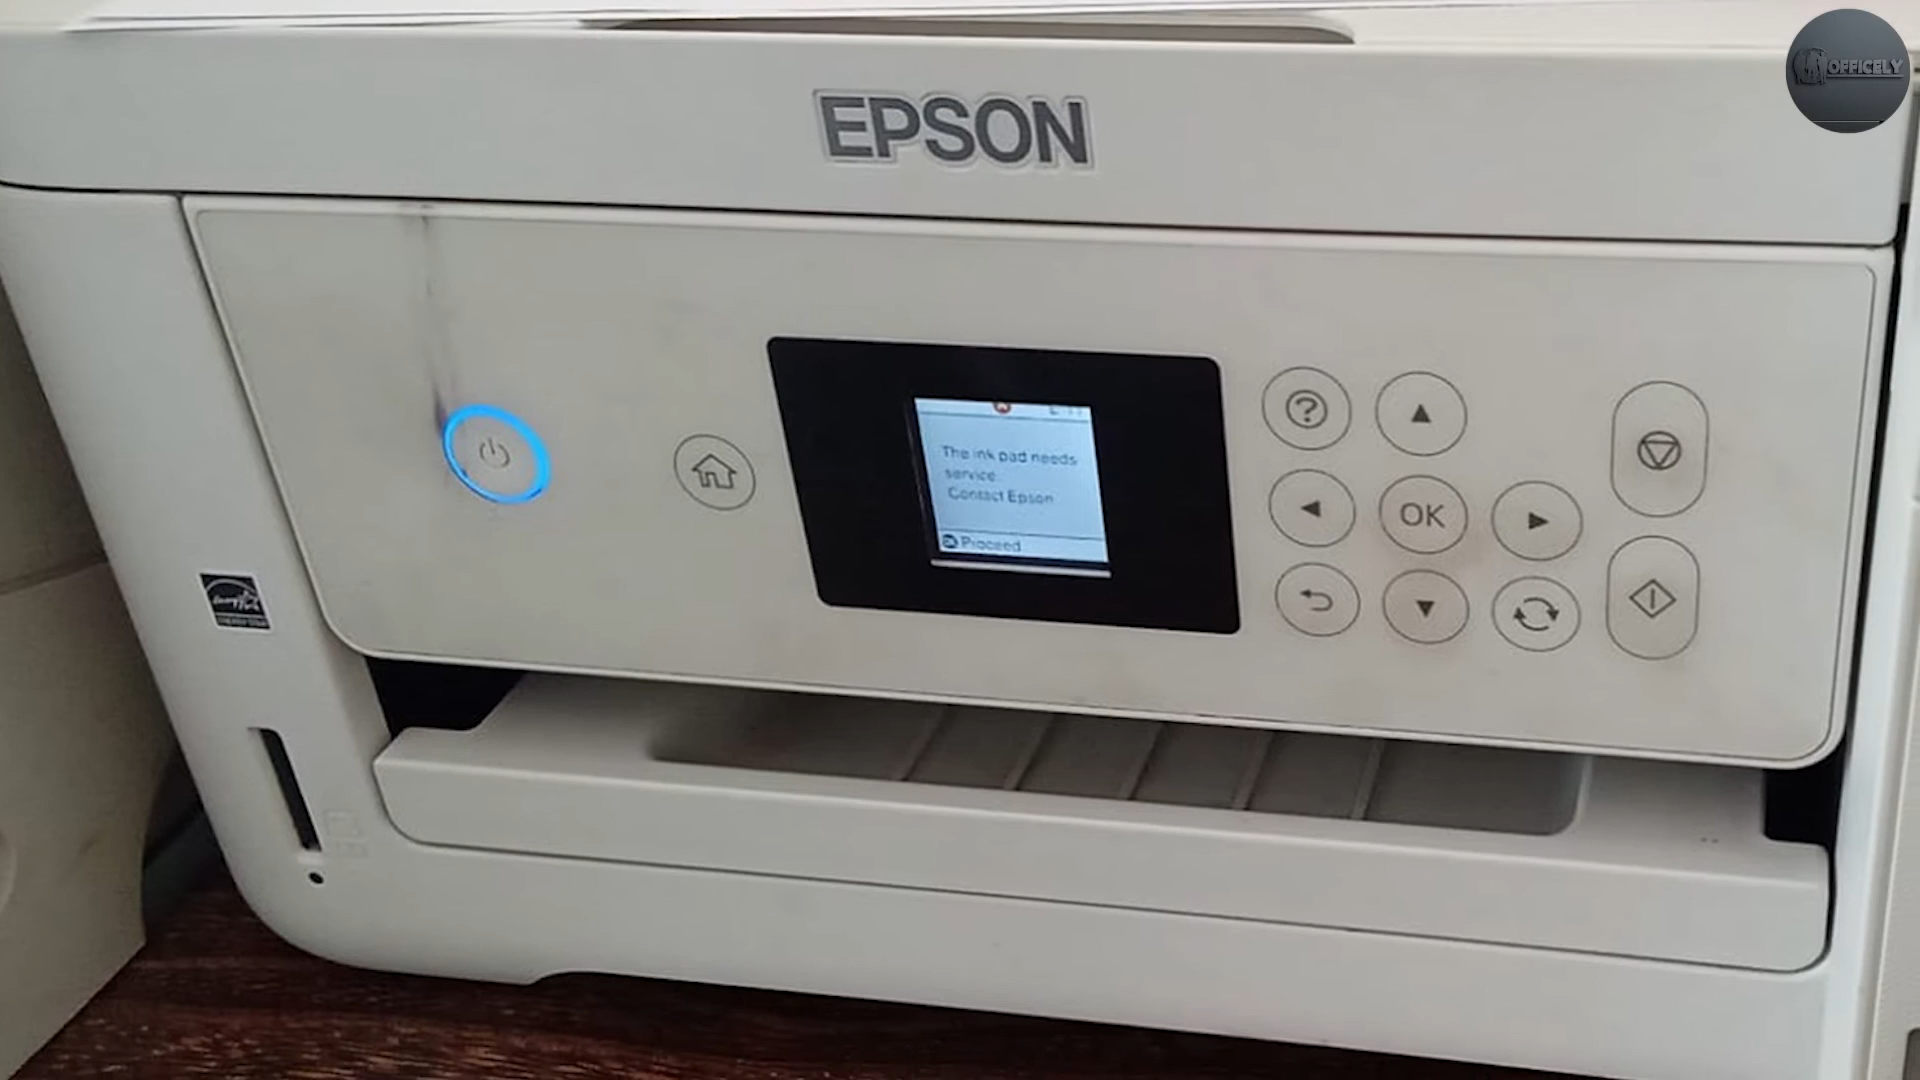 OFFICELY
EPSON
The ink pad needs
service.
Contact Epson
Proceed
OK